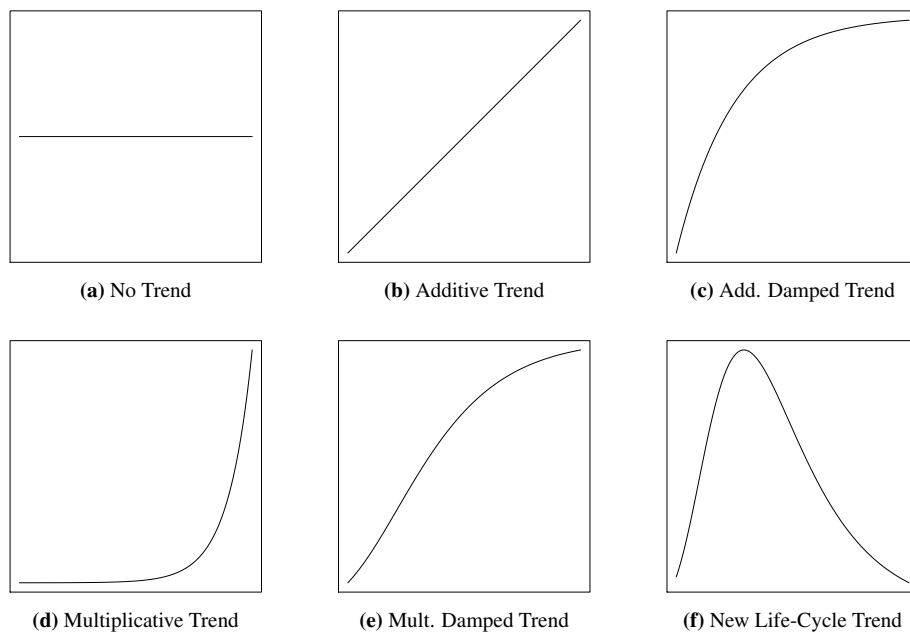 (a) No Trend
(b) Additive Trend
(c) Add. Damped Trend
(d) Multiplicative Trend
(e) Mult. Damped Trend
(f) New Life-Cycle Trend